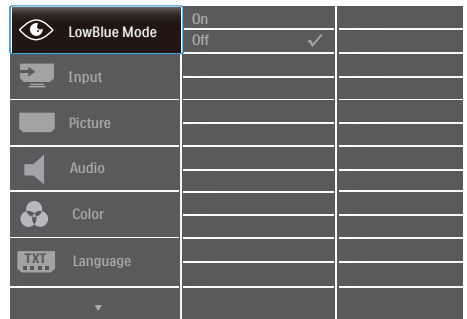 LowBlue Mode
On
Off
Input
Picture
Audio
Color
TXT
Language